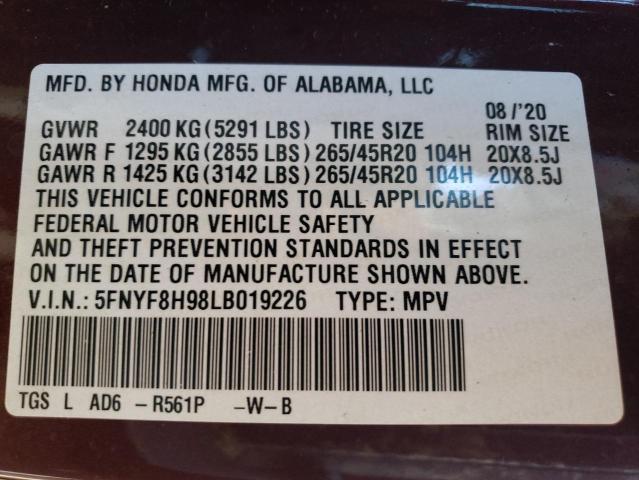 MFD. BY HONDA MFG. OF ALABAMA, LLC
08/'20
GVWR 2400 KG (5291 LBS) TIRE SIZE RIM SIZE
GAWR F 1295 KG (2855 LBS) 265/45R20 104H 20X8.5J
GAWR R 1425 KG (3142 LBS) 265/45R20 104H 20X8.5J
THIS VEHICLE CONFORMS TO ALL APPLICABLE
FEDERAL MOTOR VEHICLE SAFETY
AND THEFT PREVENTION STANDARDS IN EFFECT
ON THE DATE OF MANUFACTURE SHOWN ABOVE.
V.I.N.: 5FNYF8H98LB019226 TYPE: MPV
TGS L AD6 - R561P -W-B